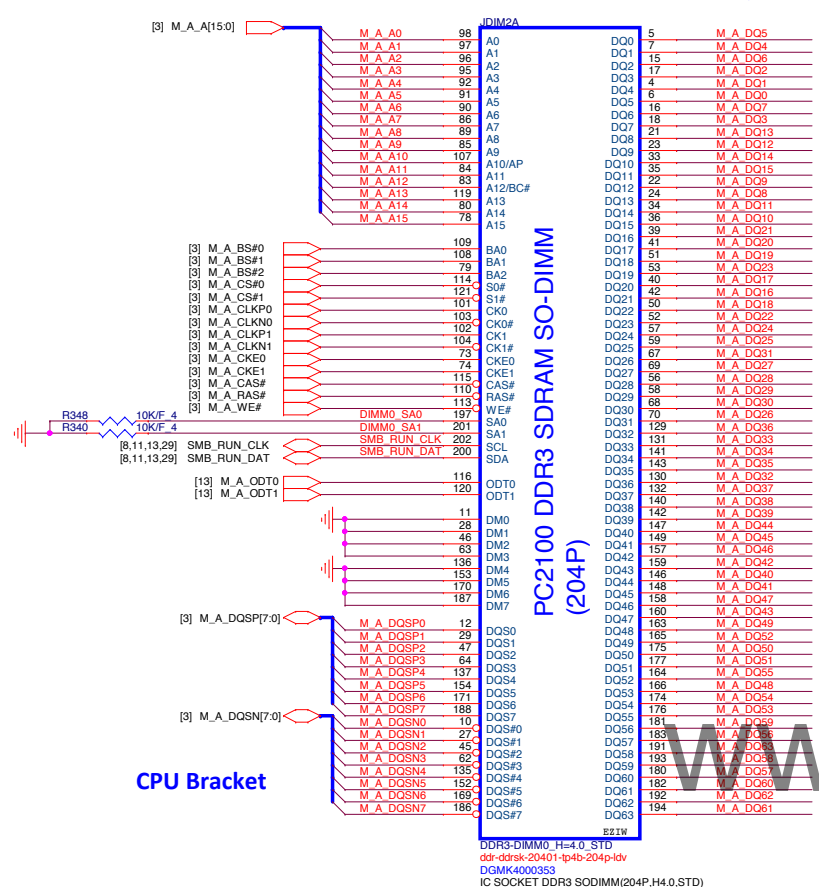 JDIM2A
[3] M_A_A[15:0]
M_A_A0 98 A0
M_A_A1 97 A1
M_A_A2 96 A2
M_A_A3 95 A3
M_A_A4 92 A4
M_A_A5 91 A5
M_A_A6 90 A6
M_A_A7 86 A7
M_A_A8 89 A8
M_A_A9 85 A9
M_A_A10 107 A10/AP
M_A_A11 84 A11
M_A_A12 83 A12/BC#
M_A_A13 119 A13
M_A_A14 80 A14
M_A_A15 78 A15
[3] M_A_BS#0 109 BA0
[3] M_A_BS#1 108 BA1
[3] M_A_BS#2 79 BA2
[3] M_A_CS#0 114 S0#
[3] M_A_CS#1 121 S1#
[3] M_A_CLKP0 101 CK0
[3] M_A_CLKN0 103 CK0#
[3] M_A_CLKP1 102 CK1
[3] M_A_CLKN1 104 CK1#
[3] M_A_CKE0 73 CKE0
[3] M_A_CKE1 74 CKE1
[3] M_A_CAS# 115 CAS#
[3] M_A_RAS# 110 RAS#
[3] M_A_WE# 113 WE#
R348 10K/F_4 DIMM0_SA0 197 SA0
R340 10K/F_4 DIMM0_SA1 201 SA1
[8,11,13,29] SMB_RUN_CLK SMB_RUN_CLK 202 SCL
[8,11,13,29] SMB_RUN_DAT SMB_RUN_DAT 200 SDA
[13] M_A_ODT0 116 ODT0
[13] M_A_ODT1 120 ODT1
11 DM0
28 DM1
46 DM2
63 DM3
136 DM4
153 DM5
170 DM6
187 DM7
[3] M_A_DQSP[7:0]
M_A_DQSP0 12 DQS0
M_A_DQSP1 29 DQS1
M_A_DQSP2 47 DQS2
M_A_DQSP3 64 DQS3
M_A_DQSP4 137 DQS4
M_A_DQSP5 154 DQS5
M_A_DQSP6 171 DQS6
M_A_DQSP7 188 DQS7
[3] M_A_DQSN[7:0]
M_A_DQSN0 10 DQS#0
M_A_DQSN1 27 DQS#1
M_A_DQSN2 45 DQS#2
M_A_DQSN3 62 DQS#3
M_A_DQSN4 135 DQS#4
M_A_DQSN5 152 DQS#5
M_A_DQSN6 169 DQS#6
M_A_DQSN7 186 DQS#7
CPU Bracket
PC2100 DDR3 SDRAM SO-DIMM
(204P)
DQ0 5 M_A_DQ5
DQ1 7 M_A_DQ4
DQ2 15 M_A_DQ6
DQ3 17 M_A_DQ2
DQ4 4 M_A_DQ1
DQ5 6 M_A_DQ0
DQ6 16 M_A_DQ7
DQ7 18 M_A_DQ3
DQ8 21 M_A_DQ13
DQ9 23 M_A_DQ12
DQ10 33 M_A_DQ14
DQ11 35 M_A_DQ15
DQ12 22 M_A_DQ9
DQ13 24 M_A_DQ8
DQ14 34 M_A_DQ11
DQ15 36 M_A_DQ10
DQ16 39 M_A_DQ21
DQ17 41 M_A_DQ20
DQ18 51 M_A_DQ19
DQ19 53 M_A_DQ23
DQ20 40 M_A_DQ17
DQ21 42 M_A_DQ16
DQ22 50 M_A_DQ18
DQ23 52 M_A_DQ22
DQ24 57 M_A_DQ24
DQ25 59 M_A_DQ25
DQ26 67 M_A_DQ31
DQ27 69 M_A_DQ27
DQ28 56 M_A_DQ28
DQ29 58 M_A_DQ29
DQ30 68 M_A_DQ30
DQ31 70 M_A_DQ26
DQ32 129 M_A_DQ32
DQ33 131 M_A_DQ33
DQ34 141 M_A_DQ34
DQ35 143 M_A_DQ35
DQ36 130 M_A_DQ36
DQ37 132 M_A_DQ37
DQ38 140 M_A_DQ38
DQ39 142 M_A_DQ39
DQ40 147 M_A_DQ44
DQ41 149 M_A_DQ45
DQ42 157 M_A_DQ46
DQ43 159 M_A_DQ42
DQ44 146 M_A_DQ40
DQ45 148 M_A_DQ41
DQ46 158 M_A_DQ47
DQ47 160 M_A_DQ43
DQ48 163 M_A_DQ49
DQ49 165 M_A_DQ52
DQ50 175 M_A_DQ50
DQ51 177 M_A_DQ51
DQ52 164 M_A_DQ55
DQ53 166 M_A_DQ48
DQ54 174 M_A_DQ54
DQ55 176 M_A_DQ53
DQ56 181 M_A_DQ59
DQ57 183 M_A_DQ56
DQ58 191 M_A_DQ63
DQ59 193 M_A_DQ58
DQ60 180 M_A_DQ57
DQ61 182 M_A_DQ60
DQ62 192 M_A_DQ62
DQ63 194 M_A_DQ61
EZIW
DDR3-DIMM0_H=4.0_STD
ddr-ddrsk-20401-tp4b-204p-ldv
DGMK4000353
IC SOCKET DDR3 SODIMM(204P,H4.0,STD)